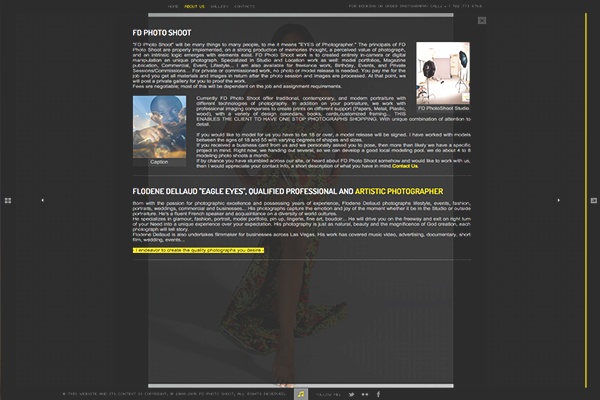 HOME ABOUT US GALLERY CONTACTS
FOR BOOKING OR ORDER PHOTOGRAPHY CALL: + 1 702 772 5764
FD PHOTO SHOOT
"FD Photo Shoot" will be many things to many people, to me it means "EYES of Photographer." The principals of FD
Photo Shoot are properly implemented, on a strong production of memories thought, a perceived value of photograph,
and an intrinsic logic emerges with elements exist. FD Photo Shoot work is to created entirely in-camera or digital
manipulation an unique photograph. Specialized in Studio and Location work as well: model portfolios, Magazine
publication, Commercial, Event, Lifestyle... I am also available for freelance work, Birthday, Events, and Private
Sessions/Commissions... For private or commissioned work, no photo or model release is needed. You pay me for the
job and you get all materials and images in return after the photo session and images are processed. At that point, we
will post a private gallery for you to proof the work.
Fees are negotiable; most of this will be dependent on the job and assignment requirements.
FD PhotoShoot Studio
Currently FD Photo Shoot offer traditional, contemporary, and modern portraiture with
different technologies of photography. In addition on your portraiture, we work with
professional imaging companies to create prints on different support (Papers, Metal, Plastic,
wood), with a variety of design calendars, books, cards,customized framing... THIS
ENABLES THE CLIENT TO HAVE ONE STOP PHOTOGRAPHS SHOPPING. With unique combination of attention to
detail.
Caption
If you would like to model for us you have to be 18 or over, a model release will be signed. I have worked with models
between the ages of 18 and 55 with varying degrees of shapes and sizes.
If you received a business card from us and we personally asked you to pose, then more than likely we have a specific
project in mind. Right now, we handing out several, so we can develop a good local modeling pool. we do about 4 to 8
modeling photo shoots a month.
If by chance you have stumbled across our site, or heard about FD Photo Shoot somehow and would like to work with us,
then I would appreciate your contact info, a short description of what you have in mind Contact Us.
FLODENE DELLAUD "EAGLE EYES", QUALIFIED PROFESSIONAL AND ARTISTIC PHOTOGRAPHER
Born with the passion for photographic excellence and possessing years of experience, Flodene Dellaud photographs lifestyle, events, fashion,
portraits, weddings, commercial and businesses... His photographs capture the emotion and joy of the moment whether it be in the Studio or outside
portraiture. He's a fluent French speaker and acquaintance on a diversity of world cultures.
He specializes in glamour, fashion, portrait, model portfolio, pin up, lingerie, fine art, boudoir... He will drive you on the freeway and exit on right turn
of your Need into a unique experience over your expectation. His photography is just as natural, beauty and the magnificence of God creation, each
photograph will tell story.
Flodene Dellaud is also undertakes filmmaker for businesses across Las Vegas. His work has covered music video, advertising, documentary, short
film, wedding, events...
- I endeavor to create the quality photographs you desire -
© THIS WEBSITE AND ITS CONTENT IS COPYRIGHT, © 2009-2011 FD PHOTO SHOOT. ALL RIGHTS RESERVED.
FOLLOW YOU